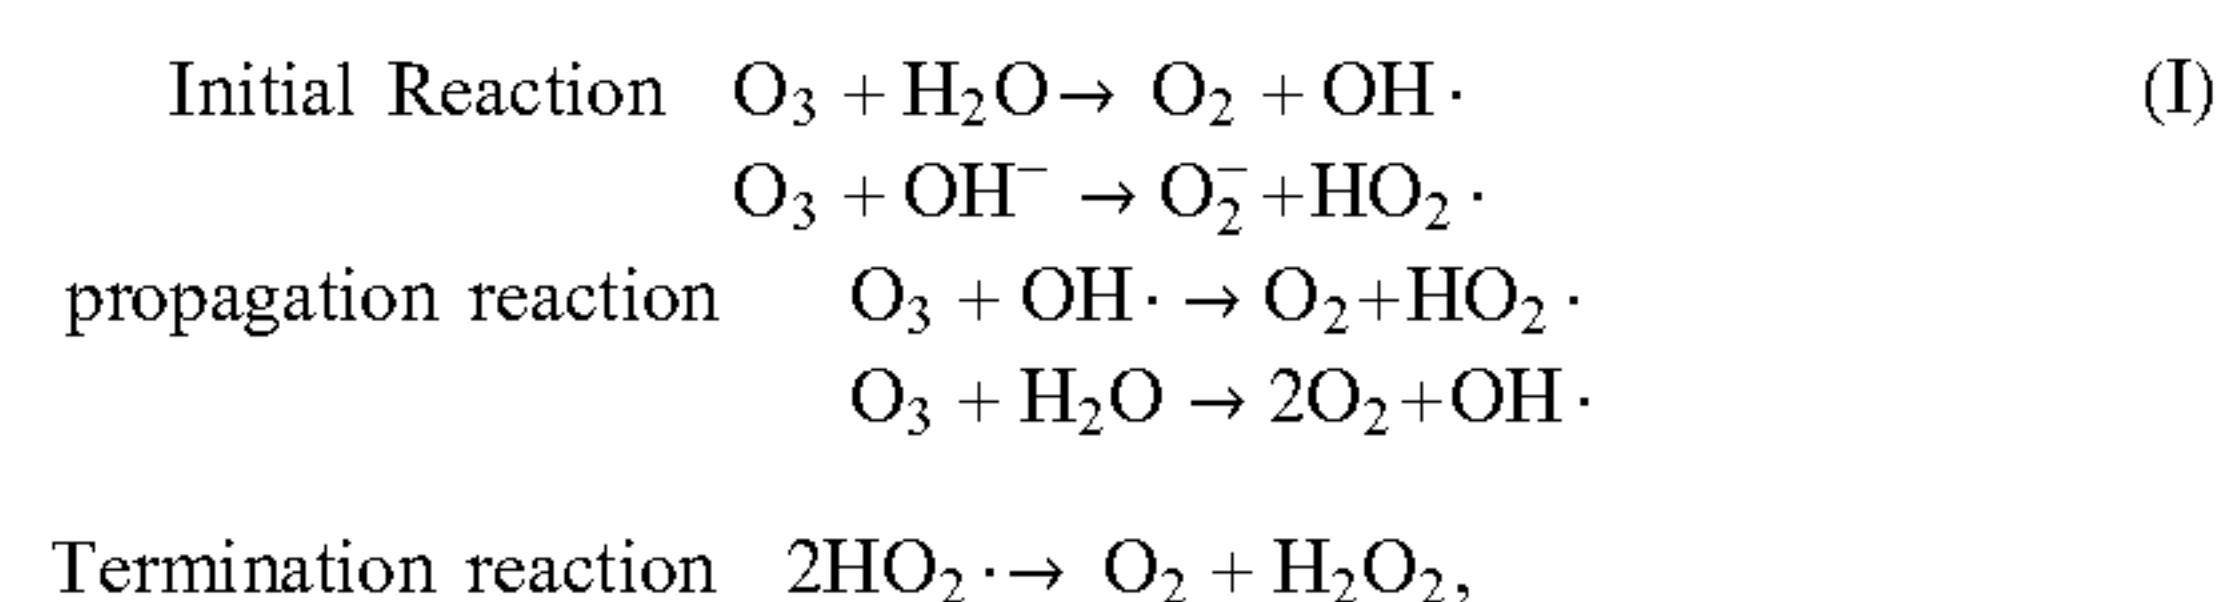 Initial Reaction O₃ + H₂O → O₂ + OH· (I)
O₃ + OH⁻ → O₂⁻ + HO₂·
propagation reaction O₃ + OH· → O₂ + HO₂·
O₃ + H₂O → 2O₂ + OH·
Termination reaction 2HO₂· → O₂ + H₂O₂,